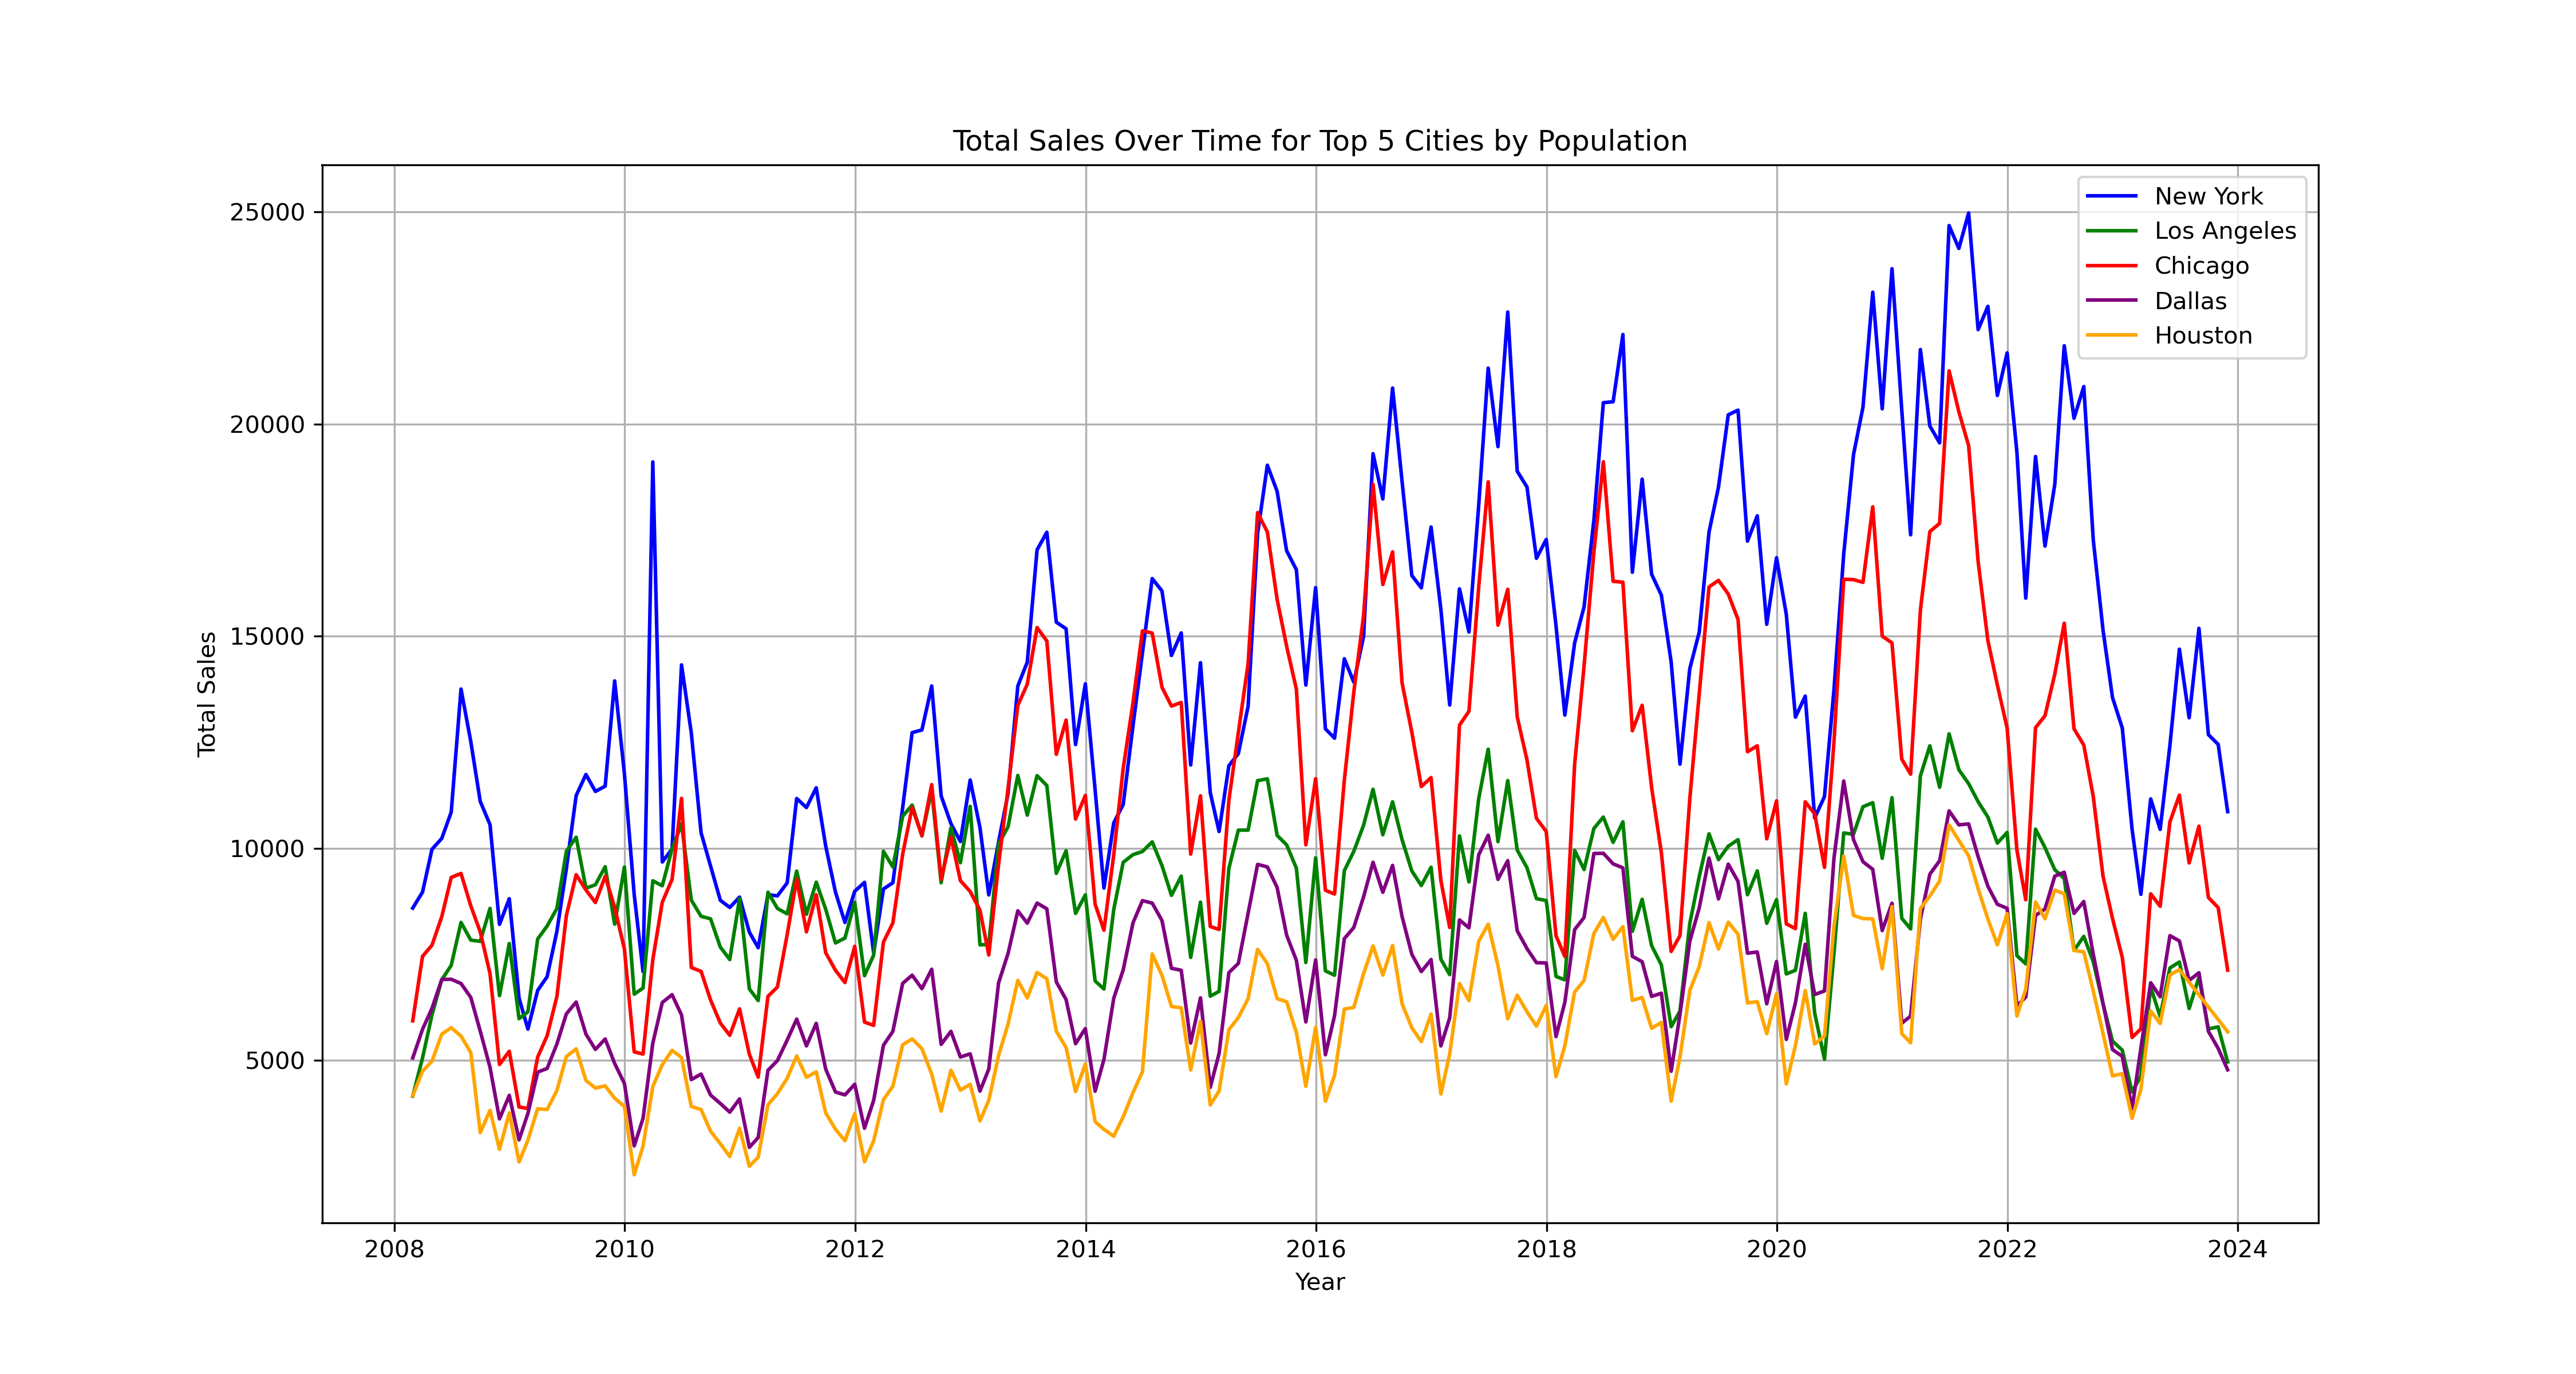 Total Sales Over Time for Top 5 Cities by Population
25000
20000
15000
10000
5000
Total Sales
New York
Los Angeles
Chicago
Dallas
Houston
2008 2010 2012 2014 2016 2018 2020 2022 2024
Year